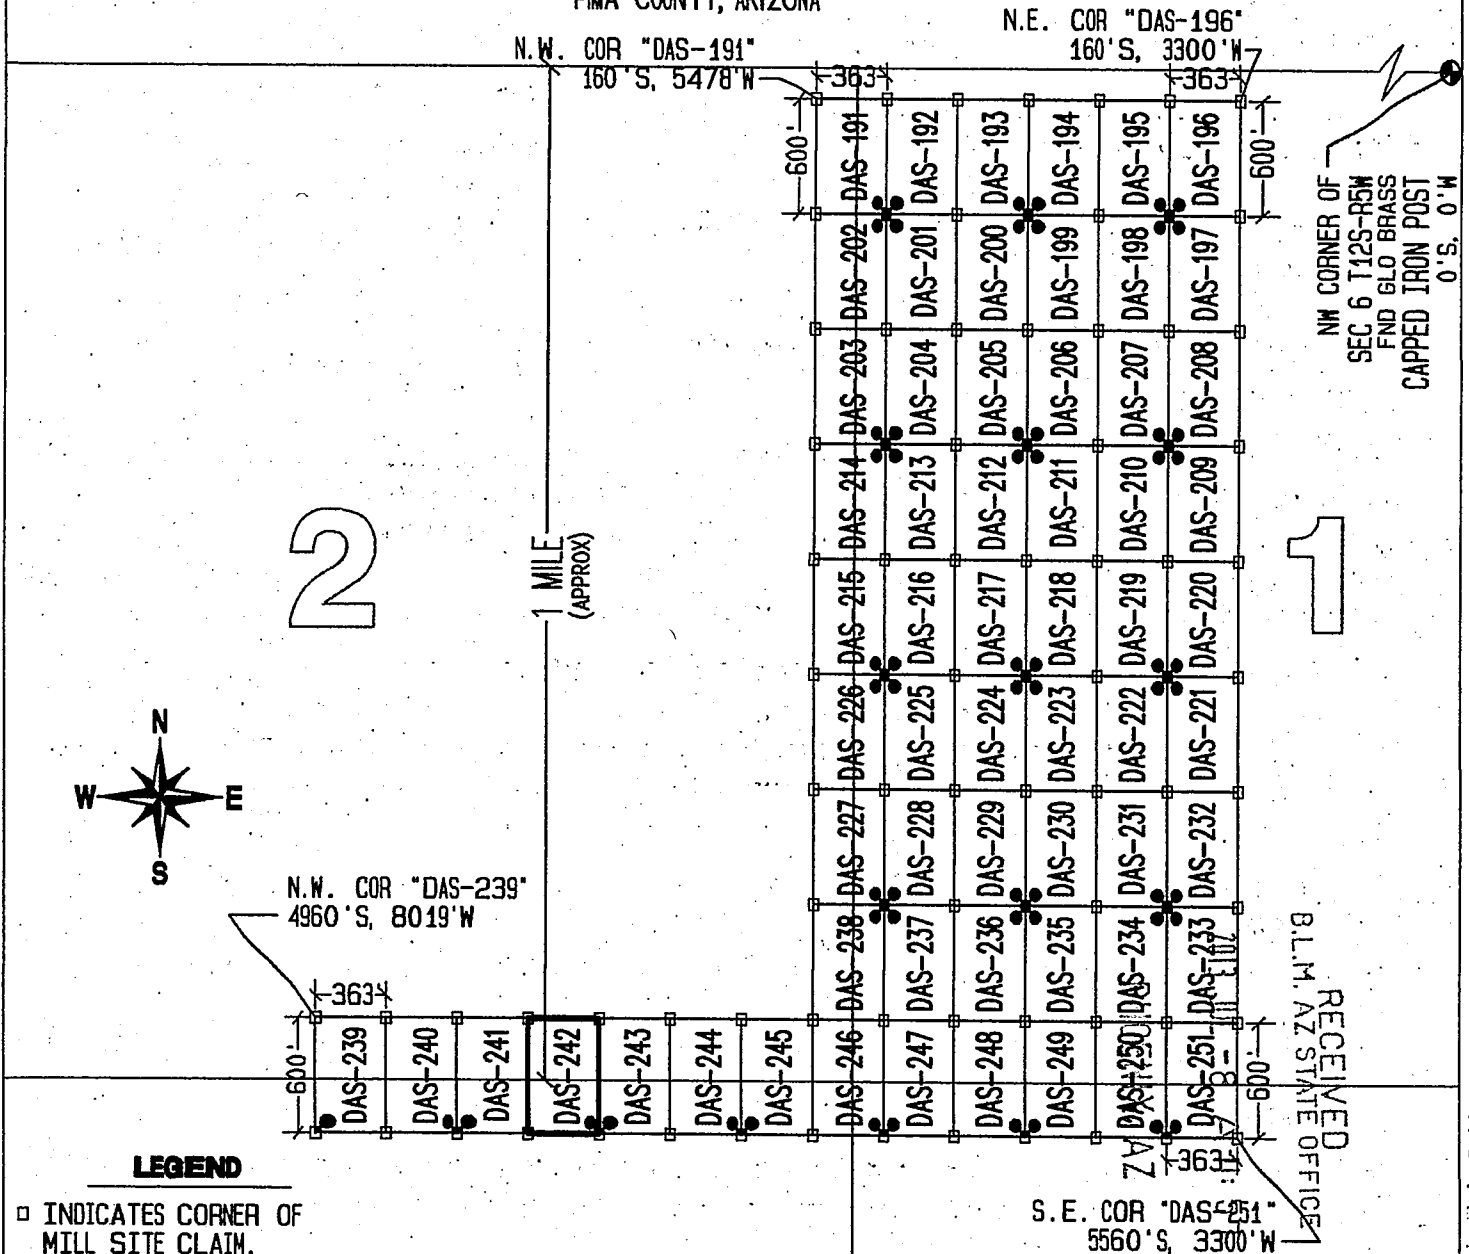 PIMA COUNTY, ARIZONA
N.E. COR "DAS-196"
160'S, 3300'W
N.W. COR "DAS-191"
160'S, 5478'W
363
363
600'
600'
DAS-191
DAS-192
DAS-193
DAS-194
DAS-195
DAS-196
NW CORNER OF
SEC 6 T12S-R5W
FND GLO BRASS
CAPPED IRON POST
0'S, 0'W
DAS-202
DAS-201
DAS-200
DAS-199
DAS-198
DAS-197
DAS-203
DAS-204
DAS-205
DAS-206
DAS-207
DAS-208
DAS-214
DAS-213
DAS-212
DAS-211
DAS-210
DAS-209
2
1 MILE
(APPROX)
1
DAS-215
DAS-216
DAS-217
DAS-218
DAS-219
DAS-220
DAS-226
DAS-225
DAS-224
DAS-223
DAS-222
DAS-221
N
W
E
S
DAS-227
DAS-228
DAS-229
DAS-230
DAS-231
DAS-232
N.W. COR "DAS-239"
4960'S, 8019'W
DAS-238
DAS-237
DAS-236
DAS-235
DAS-234
DAS-233
RECEIVED
B.L.M. AZ STATE OFFICE
363
600'
DAS-239
DAS-240
DAS-241
DAS-242
DAS-243
DAS-244
DAS-245
DAS-246
DAS-247
DAS-248
DAS-249
DAS-250
DAS-251
600'
363
AZ
LEGEND
INDICATES CORNER OF
MILL SITE CLAIM.
S.E. COR "DAS-251"
5560'S, 3300'W